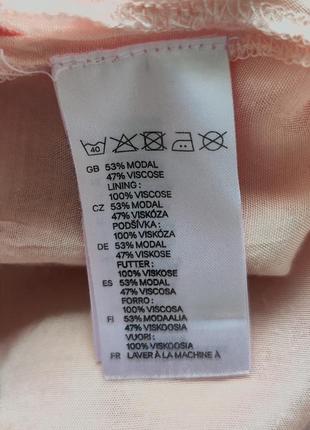 40
GB 53% MODAL
47% VISCOSE
LINING:
100% VISCOSE
CZ 53% MODAL
47% VISKÓZA
PODŠÍVKA:
100% VISKÓZA
DE 53% MODAL
47% VISKOSE
FUTTER:
100% VISKOSE
ES 53% MODAL
47% VISCOSA
FORRO:
100% VISCOSA
FI 53% MODAALIA
47% VISKOOSIA
VUORI:
100% VISKOOSIA
FR LAVER À LA MACHINE À